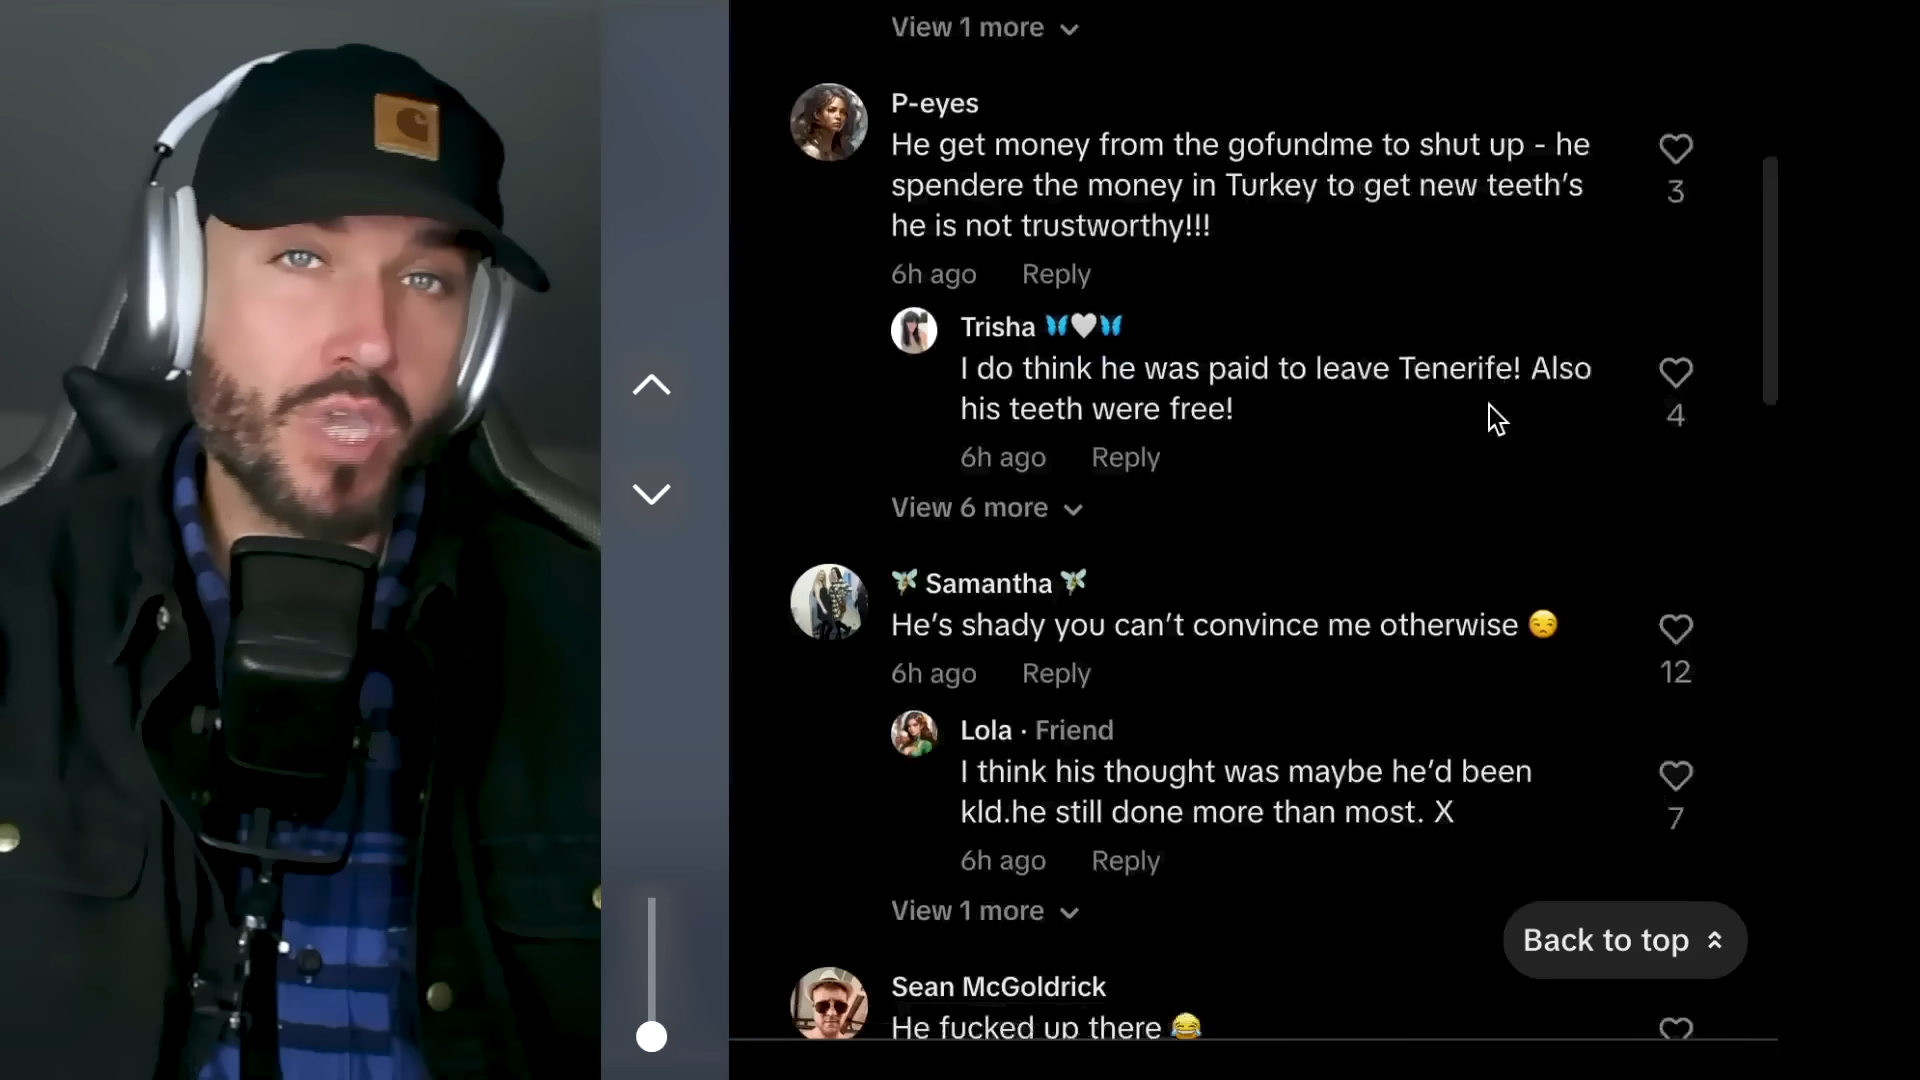 View 1 more
P-eyes
He get money from the gofundme to shut up - he
spendere the money in Turkey to get new teeth’s
he is not trustworthy!!!
3
6h ago Reply
Trisha 🦋🤍🦋
I do think he was paid to leave Tenerife! Also
his teeth were free!
4
6h ago Reply
View 6 more
🧚 Samantha 🧚
He’s shady you can’t convince me otherwise 😒
12
6h ago Reply
Lola · Friend
I think his thought was maybe he’d been
kld.he still done more than most. X
7
6h ago Reply
View 1 more
Back to top
Sean McGoldrick
He fucked up there 😂